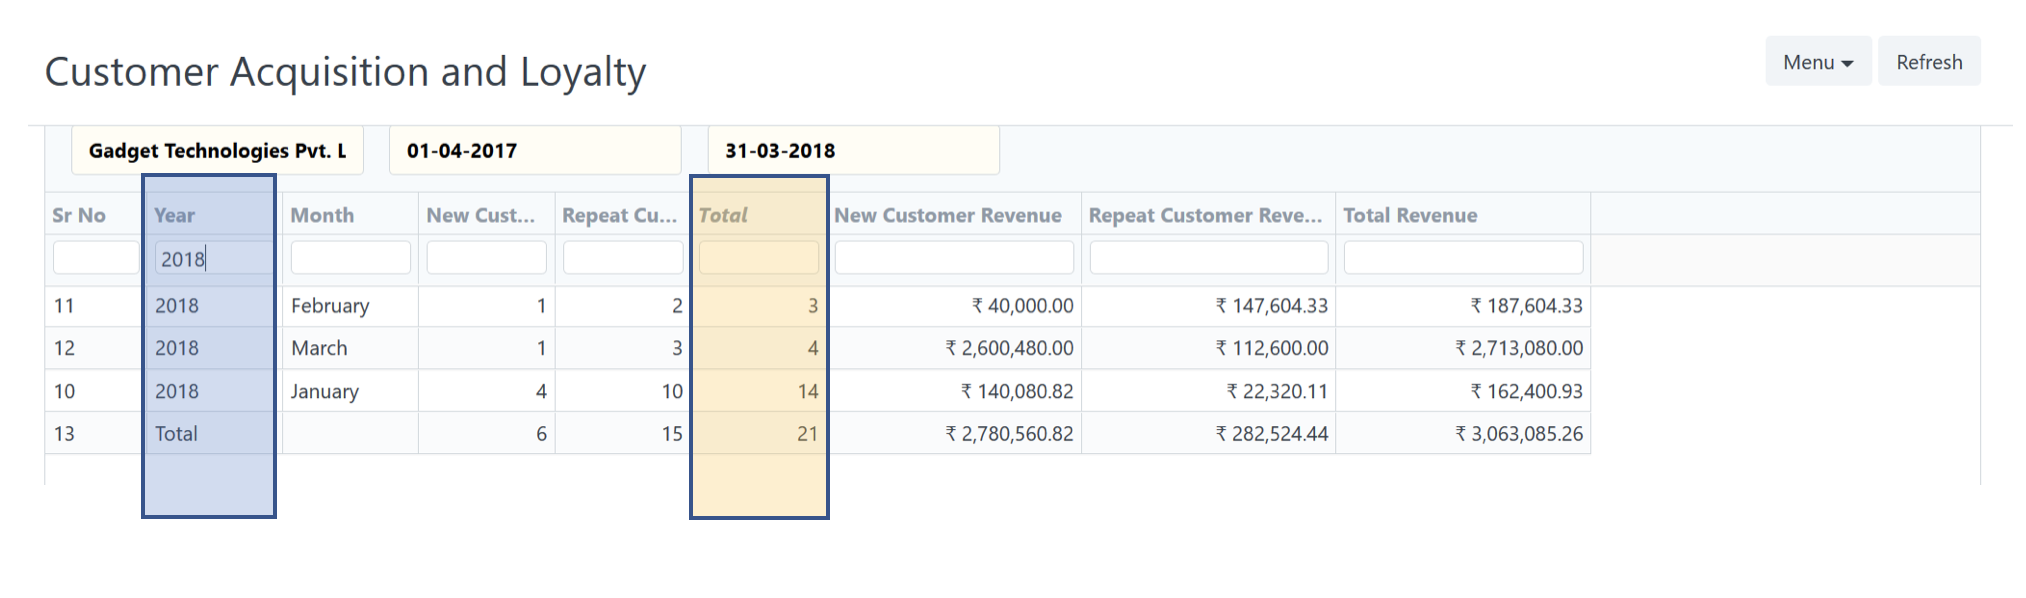 Customer Acquisition and Loyalty
Menu Refresh
Gadget Technologies Pvt. L 01-04-2017 31-03-2018
Sr No Year Month New Cust... Repeat Cu... Total New Customer Revenue Repeat Customer Reve... Total Revenue
2018
11 2018 February 1 2 3 ₹ 40,000.00 ₹ 147,604.33 ₹ 187,604.33
12 2018 March 1 3 4 ₹ 2,600,480.00 ₹ 112,600.00 ₹ 2,713,080.00
10 2018 January 4 10 14 ₹ 140,080.82 ₹ 22,320.11 ₹ 162,400.93
13 Total 6 15 21 ₹ 2,780,560.82 ₹ 282,524.44 ₹ 3,063,085.26